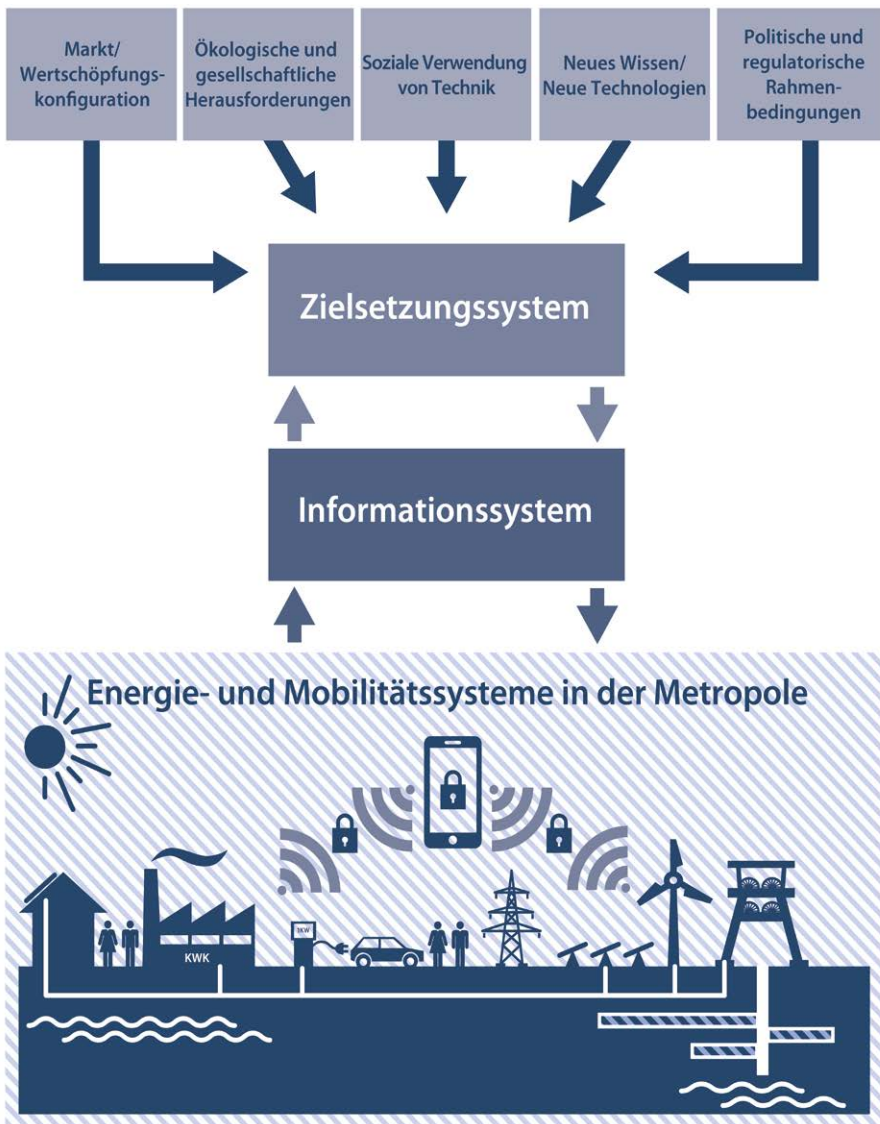 Markt/
Wertschöpfungs-
konfiguration
Ökologische und
gesellschaftliche
Herausforderungen
Soziale Verwendung
von Technik
Neues Wissen/
Neue Technologien
Politische und
regulatorische
Rahmen-
bedingungen
Zielsetzungssystem
Informationssystem
Energie- und Mobilitätssysteme in der Metropole
KWK